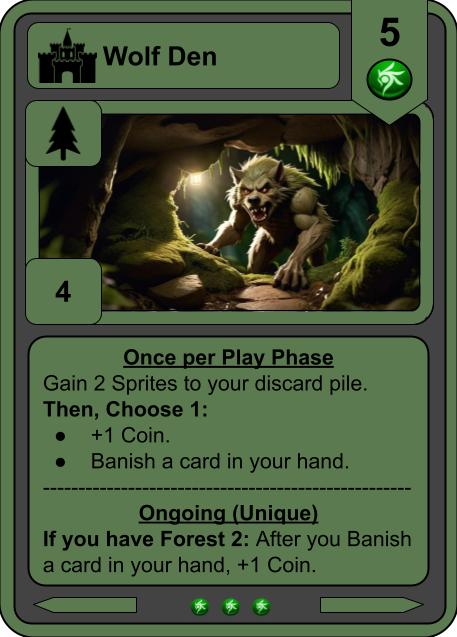 Wolf Den
5
4
Once per Play Phase
Gain 2 Sprites to your discard pile.
Then, Choose 1:
● +1 Coin.
● Banish a card in your hand.
--------------------------------------------------
Ongoing (Unique)
If you have Forest 2: After you Banish
a card in your hand, +1 Coin.